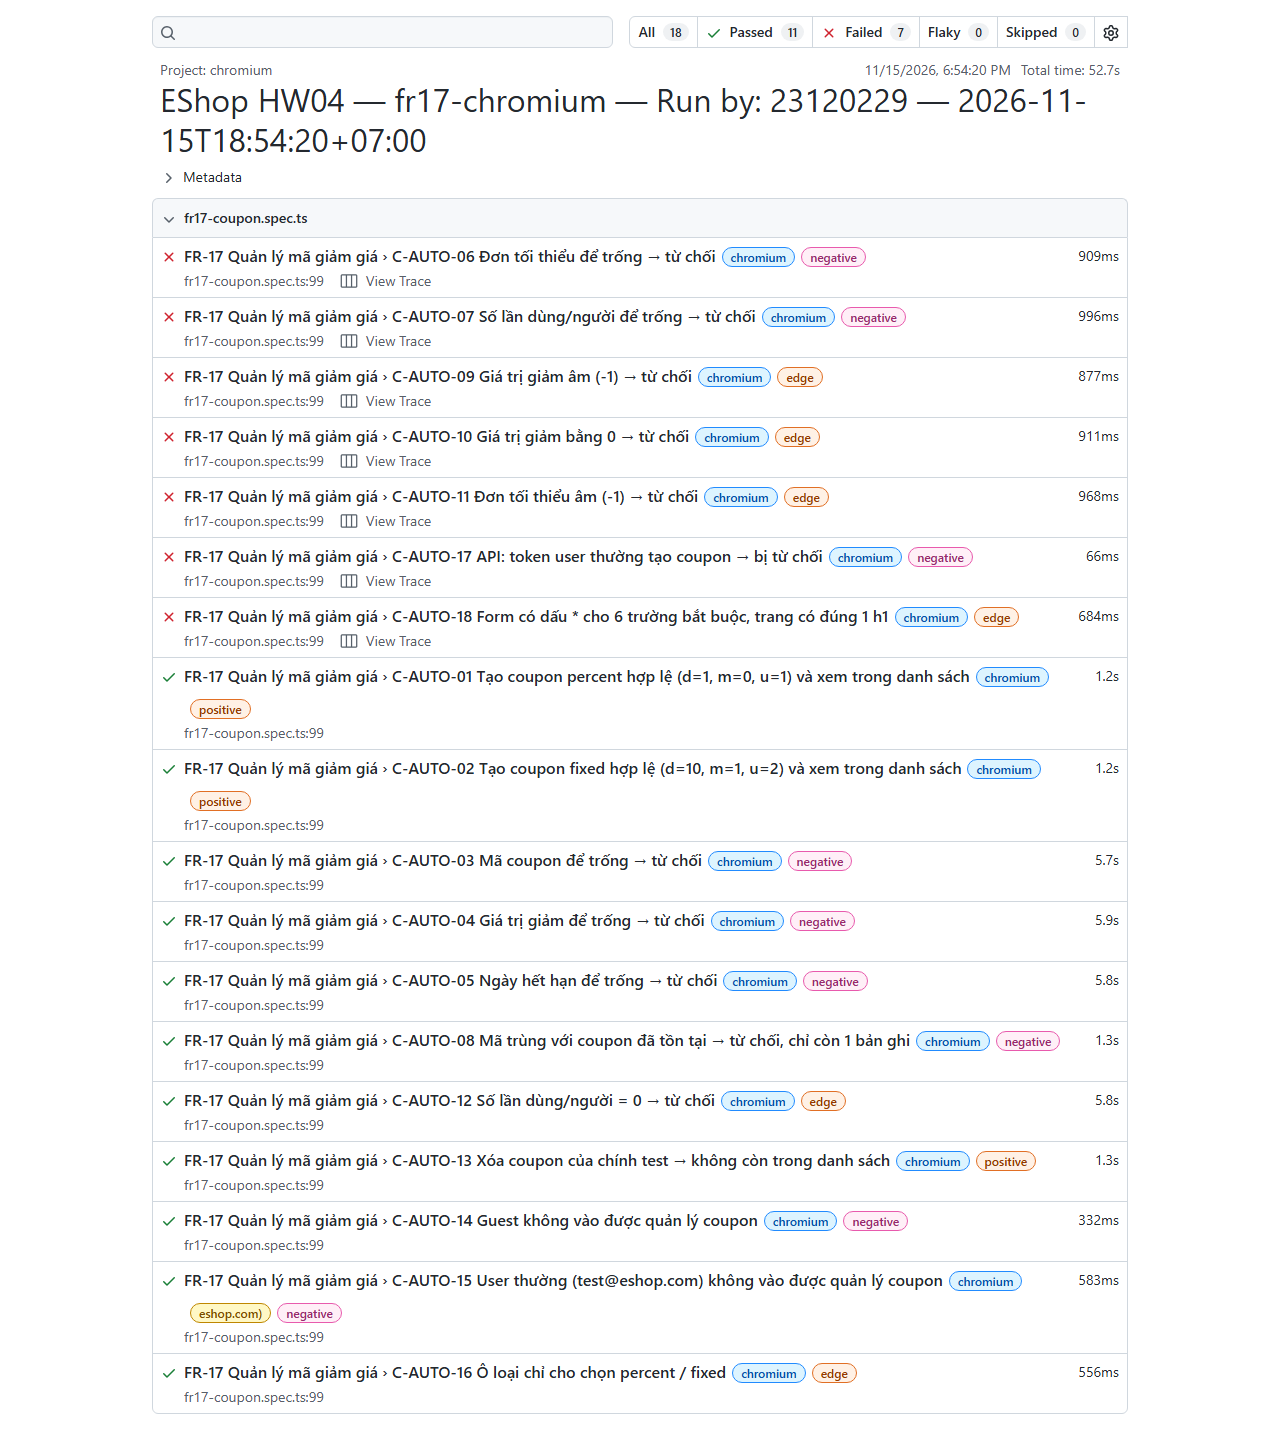 All 18 Passed 11 Failed 7 Flaky 0 Skipped 0
Project: chromium 11/15/2026, 6:54:20 PM Total time: 52.7s
EShop HW04 — fr17-chromium — Run by: 23120229 — 2026-11-
15T18:54:20+07:00
Metadata
fr17-coupon.spec.ts
FR-17 Quản lý mã giảm giá › C-AUTO-06 Đơn tối thiểu để trống → từ chối chromium negative 909ms
fr17-coupon.spec.ts:99 View Trace
FR-17 Quản lý mã giảm giá › C-AUTO-07 Số lần dùng/người để trống → từ chối chromium negative 996ms
fr17-coupon.spec.ts:99 View Trace
FR-17 Quản lý mã giảm giá › C-AUTO-09 Giá trị giảm âm (-1) → từ chối chromium edge 877ms
fr17-coupon.spec.ts:99 View Trace
FR-17 Quản lý mã giảm giá › C-AUTO-10 Giá trị giảm bằng 0 → từ chối chromium edge 911ms
fr17-coupon.spec.ts:99 View Trace
FR-17 Quản lý mã giảm giá › C-AUTO-11 Đơn tối thiểu âm (-1) → từ chối chromium edge 968ms
fr17-coupon.spec.ts:99 View Trace
FR-17 Quản lý mã giảm giá › C-AUTO-17 API: token user thường tạo coupon → bị từ chối chromium negative 66ms
fr17-coupon.spec.ts:99 View Trace
FR-17 Quản lý mã giảm giá › C-AUTO-18 Form có dấu * cho 6 trường bắt buộc, trang có đúng 1 h1 chromium edge 684ms
fr17-coupon.spec.ts:99 View Trace
FR-17 Quản lý mã giảm giá › C-AUTO-01 Tạo coupon percent hợp lệ (d=1, m=0, u=1) và xem trong danh sách chromium 1.2s
positive
fr17-coupon.spec.ts:99
FR-17 Quản lý mã giảm giá › C-AUTO-02 Tạo coupon fixed hợp lệ (d=10, m=1, u=2) và xem trong danh sách chromium 1.2s
positive
fr17-coupon.spec.ts:99
FR-17 Quản lý mã giảm giá › C-AUTO-03 Mã coupon để trống → từ chối chromium negative 5.7s
fr17-coupon.spec.ts:99
FR-17 Quản lý mã giảm giá › C-AUTO-04 Giá trị giảm để trống → từ chối chromium negative 5.9s
fr17-coupon.spec.ts:99
FR-17 Quản lý mã giảm giá › C-AUTO-05 Ngày hết hạn để trống → từ chối chromium negative 5.8s
fr17-coupon.spec.ts:99
FR-17 Quản lý mã giảm giá › C-AUTO-08 Mã trùng với coupon đã tồn tại → từ chối, chỉ còn 1 bản ghi chromium negative 1.3s
fr17-coupon.spec.ts:99
FR-17 Quản lý mã giảm giá › C-AUTO-12 Số lần dùng/người = 0 → từ chối chromium edge 5.8s
fr17-coupon.spec.ts:99
FR-17 Quản lý mã giảm giá › C-AUTO-13 Xóa coupon của chính test → không còn trong danh sách chromium positive 1.3s
fr17-coupon.spec.ts:99
FR-17 Quản lý mã giảm giá › C-AUTO-14 Guest không vào được quản lý coupon chromium negative 332ms
fr17-coupon.spec.ts:99
FR-17 Quản lý mã giảm giá › C-AUTO-15 User thường (test@eshop.com) không vào được quản lý coupon chromium 583ms
eshop.com) negative
fr17-coupon.spec.ts:99
FR-17 Quản lý mã giảm giá › C-AUTO-16 Ô loại chỉ cho chọn percent / fixed chromium edge 556ms
fr17-coupon.spec.ts:99